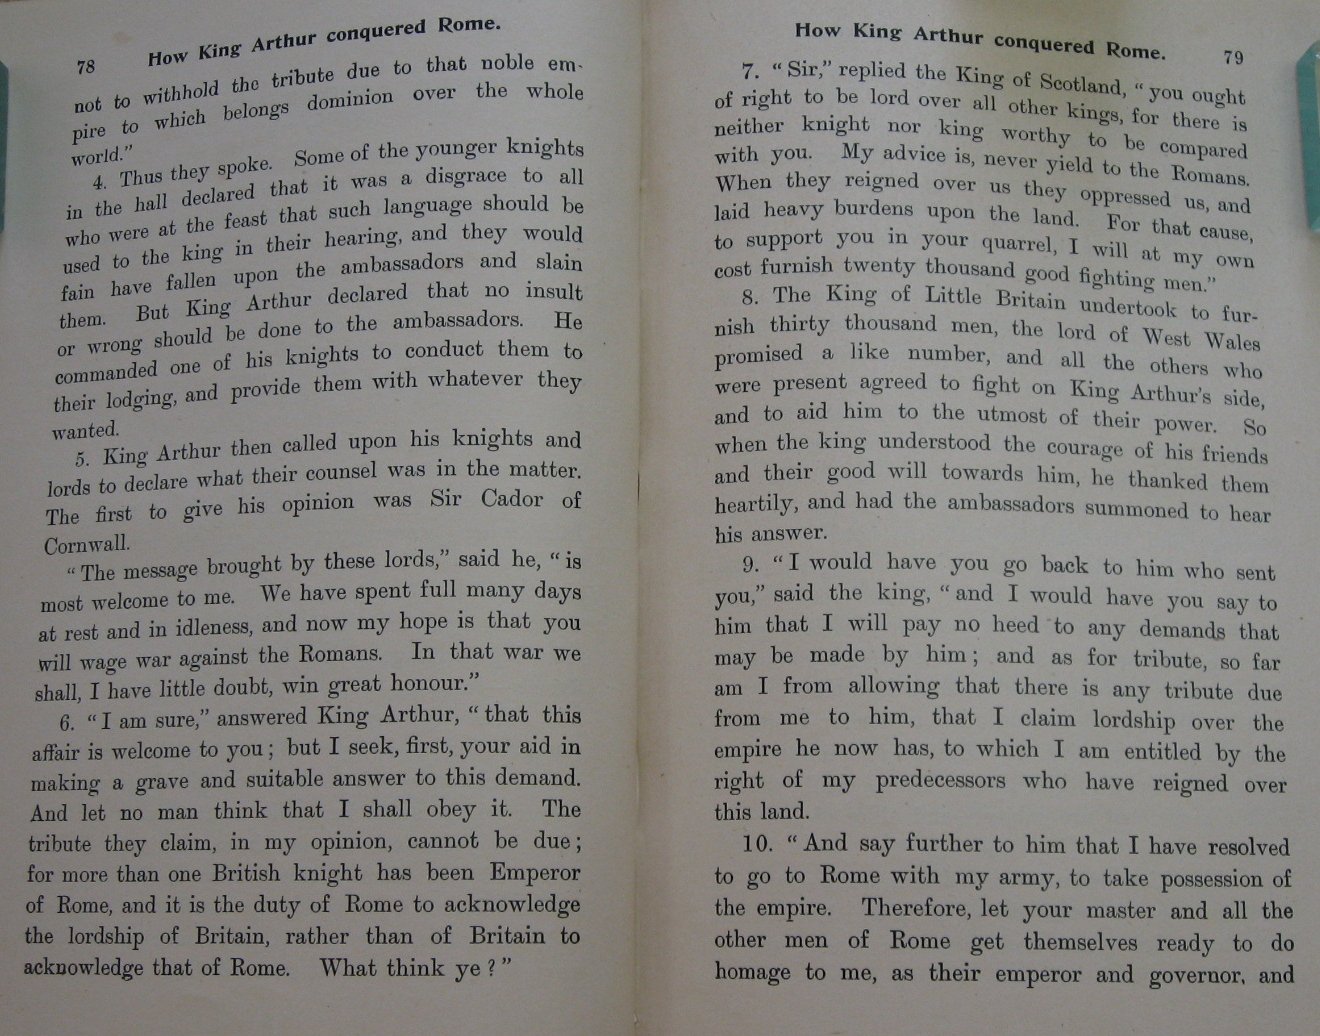 78
How King Arthur conquered Rome.
not to withhold the tribute due to that noble em-
pire to which belongs dominion over the whole
world."
4. Thus they spoke. Some of the younger knights
in the hall declared that it was a disgrace to all
who were at the feast that such language should be
used to the king in their hearing, and they would
fain have fallen upon the ambassadors and slain
them. But King Arthur declared that no insult
or wrong should be done to the ambassadors. He
commanded one of his knights to conduct them to
their lodging, and provide them with whatever they
wanted.
5. King Arthur then called upon his knights and
lords to declare what their counsel was in the matter.
The first to give his opinion was Sir Cador of
Cornwall.
"The message brought by these lords," said he, "is
most welcome to me. We have spent full many days
at rest and in idleness, and now my hope is that you
will wage war against the Romans. In that war we
shall, I have little doubt, win great honour."
6. "I am sure," answered King Arthur, "that this
affair is welcome to you; but I seek, first, your aid in
making a grave and suitable answer to this demand.
And let no man think that I shall obey it. The
tribute they claim, in my opinion, cannot be due;
for more than one British knight has been Emperor
of Rome, and it is the duty of Rome to acknowledge
the lordship of Britain, rather than of Britain to
acknowledge that of Rome. What think ye?"
How King Arthur conquered Rome.
79
7. "Sir," replied the King of Scotland, "you ought
of right to be lord over all other kings, for there is
neither knight nor king worthy to be compared
with you. My advice is, never yield to the Romans.
When they reigned over us they oppressed us, and
laid heavy burdens upon the land. For that cause,
to support you in your quarrel, I will at my own
cost furnish twenty thousand good fighting men."
8. The King of Little Britain undertook to fur-
nish thirty thousand men, the lord of West Wales
promised a like number, and all the others who
were present agreed to fight on King Arthur's side,
and to aid him to the utmost of their power. So
when the king understood the courage of his friends
and their good will towards him, he thanked them
heartily, and had the ambassadors summoned to hear
his answer.
9. "I would have you go back to him who sent
you," said the king, "and I would have you say to
him that I will pay no heed to any demands that
may be made by him; and as for tribute, so far
am I from allowing that there is any tribute due
from me to him, that I claim lordship over the
empire he now has, to which I am entitled by the
right of my predecessors who have reigned over
this land.
10. "And say further to him that I have resolved
to go to Rome with my army, to take possession of
the empire. Therefore, let your master and all the
other men of Rome get themselves ready to do
homage to me, as their emperor and governor, and